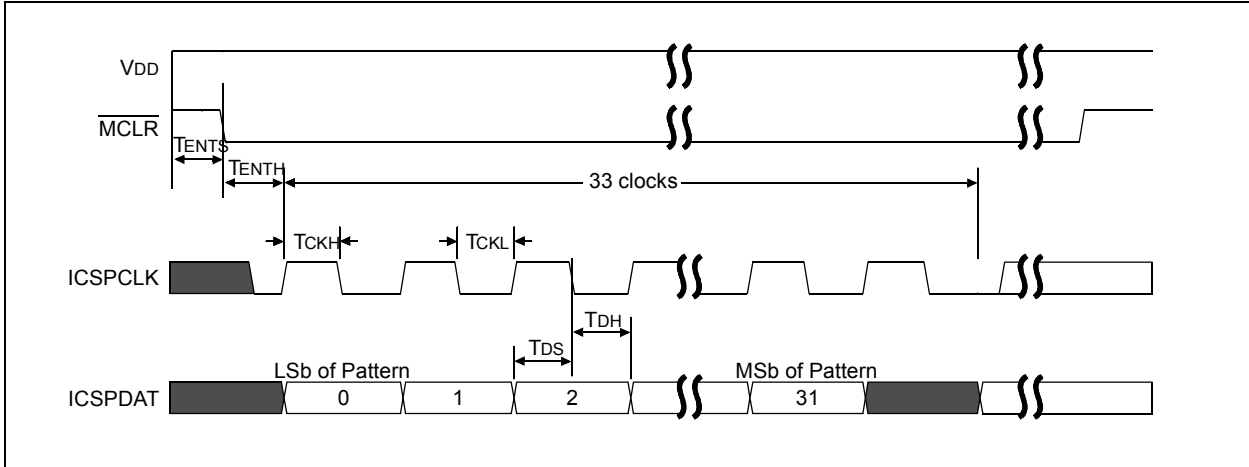 VDD
MCLR
TENTS
TENTH
33 clocks
TCKH
TCKL
ICSPCLK
TDH
TDS
LSb of Pattern
MSb of Pattern
ICSPDAT
0
1
2
31